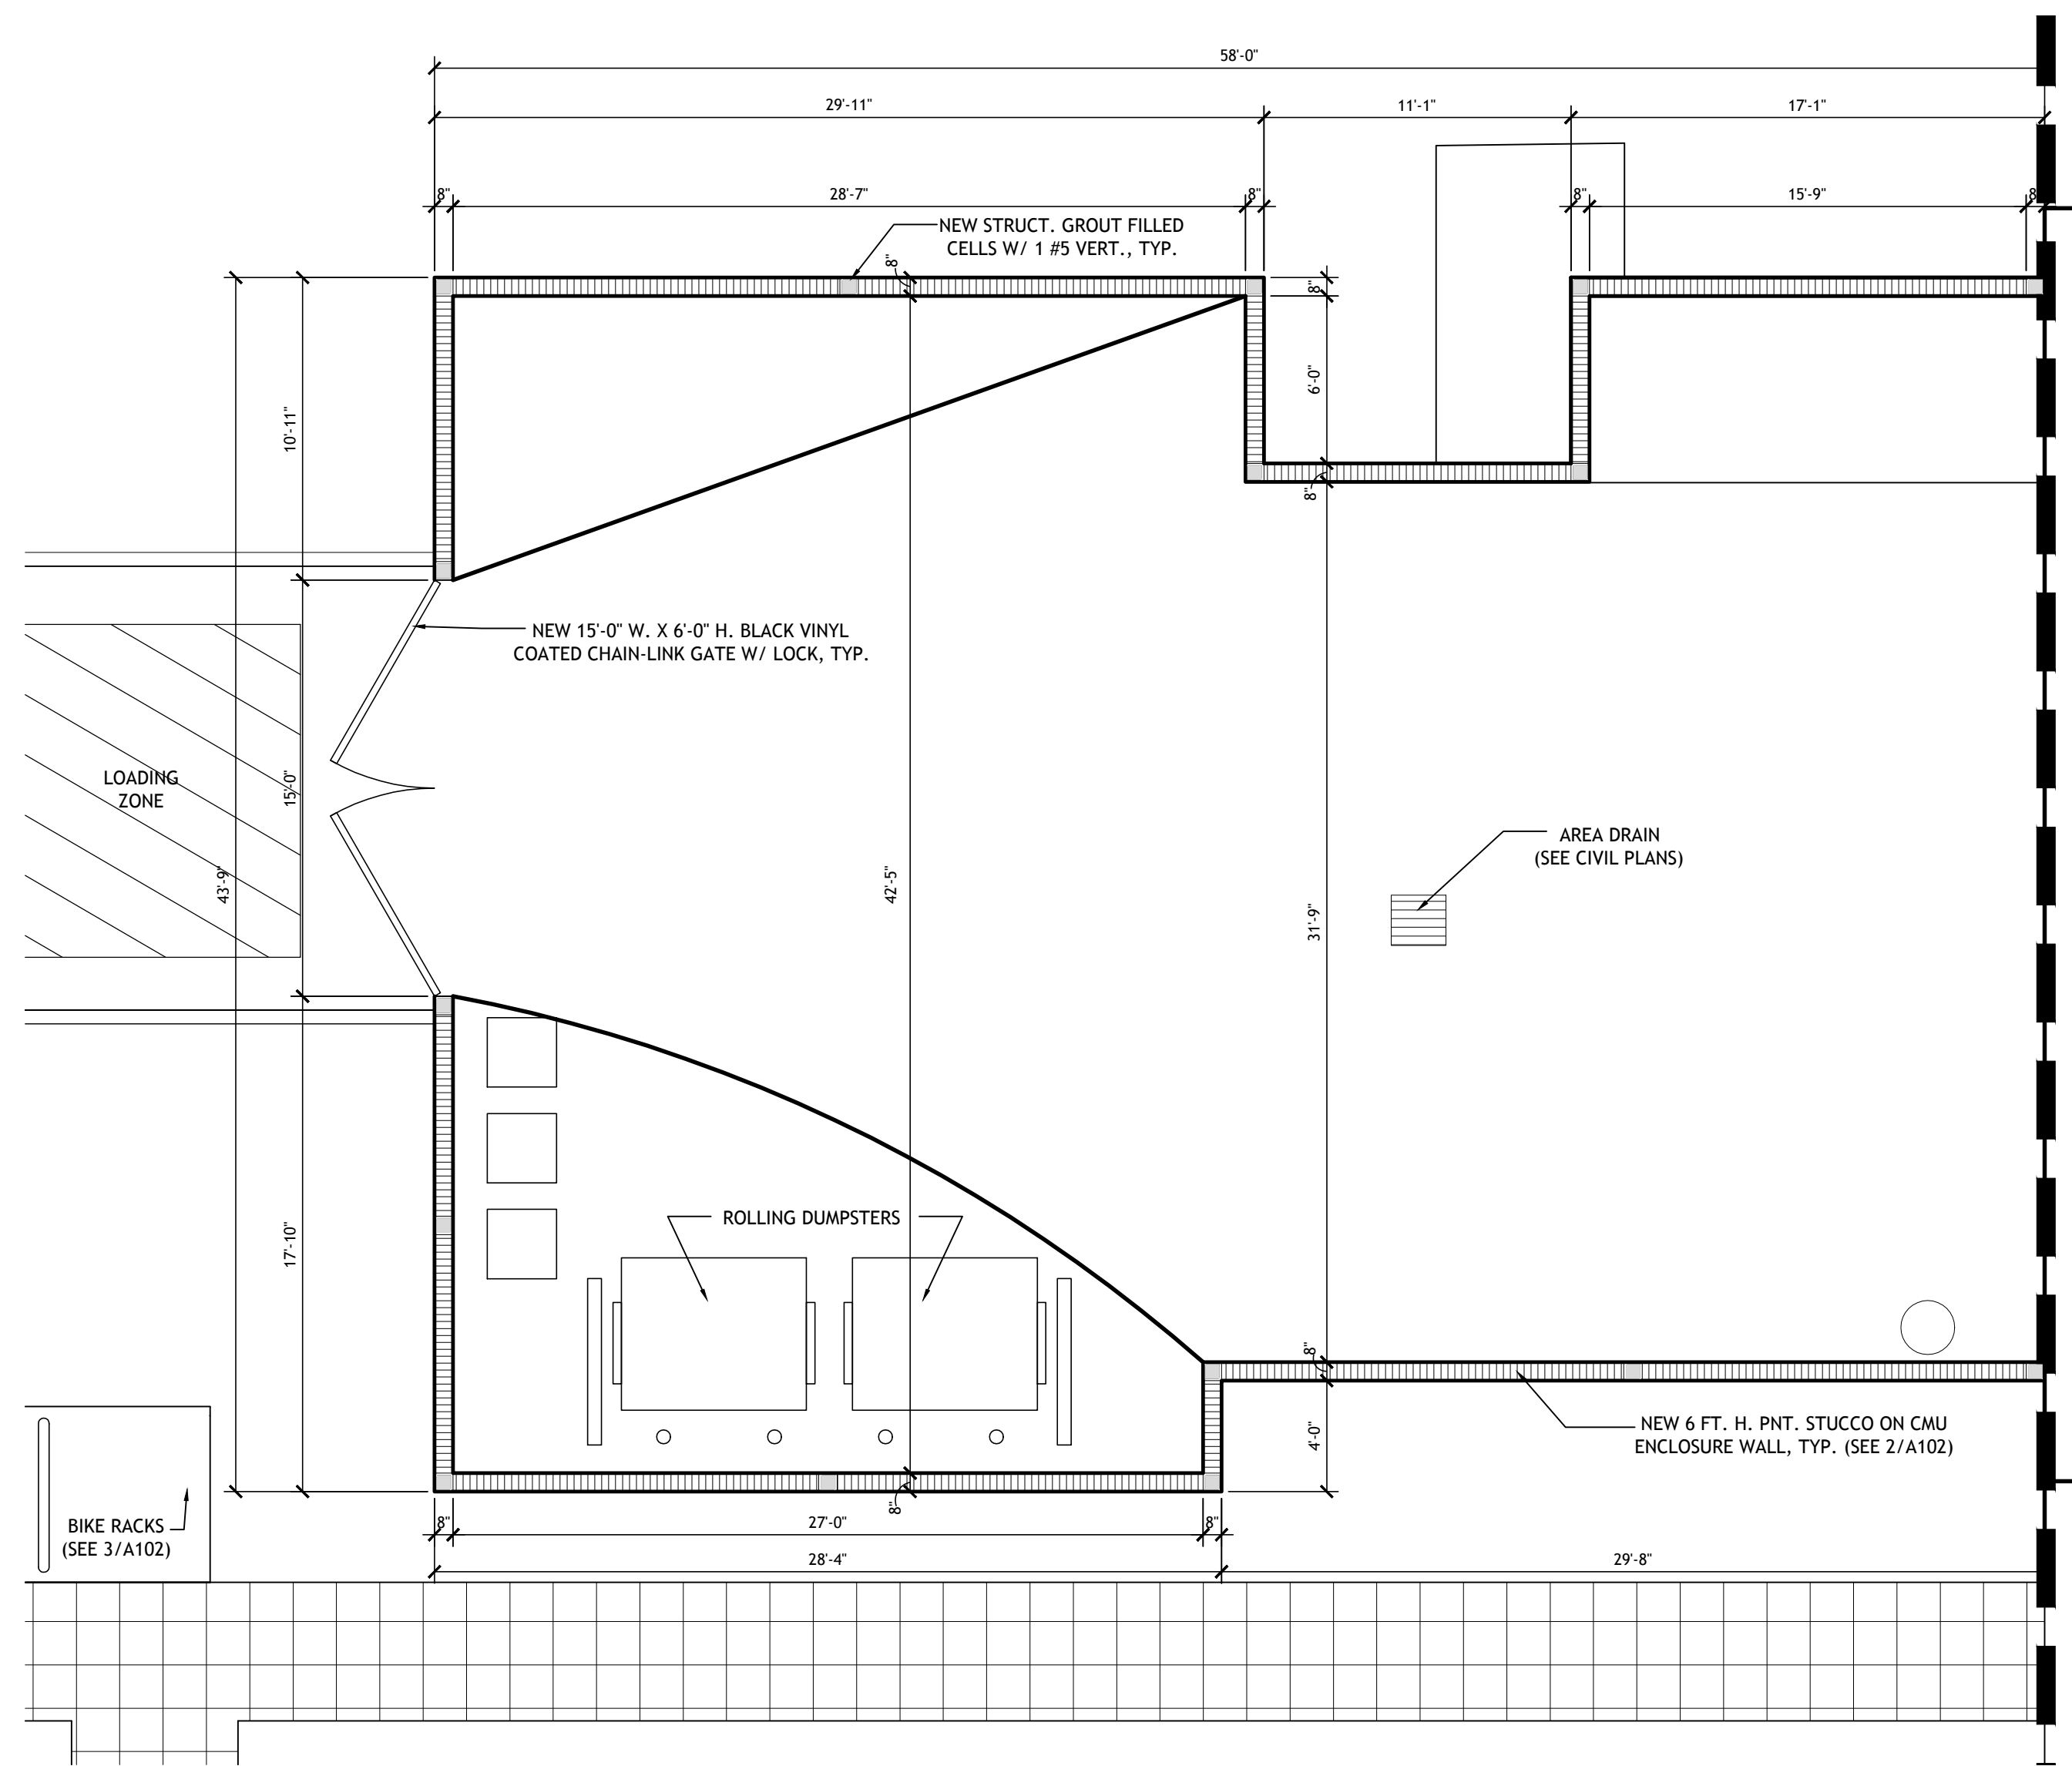 58'-0"
29'-11"
11'-1"
17'-1"
8"
28'-7"
8"
8"
15'-9"
8
NEW STRUCT. GROUT FILLED
CELLS W/ 1 #5 VERT., TYP.
8"
8"
10'-11"
6'-0"
8"
NEW 15'-0" W. X 6'-0" H. BLACK VINYL
COATED CHAIN-LINK GATE W/ LOCK, TYP.
LOADING
ZONE
15'-0"
43'-9"
42'-5"
31'-9"
AREA DRAIN
(SEE CIVIL PLANS)
17'-10"
ROLLING DUMPSTERS
8"
4'-0"
NEW 6 FT. H. PNT. STUCCO ON CMU
ENCLOSURE WALL, TYP. (SEE 2/A102)
8"
BIKE RACKS
(SEE 3/A102)
8"
27'-0"
8"
28'-4"
29'-8"